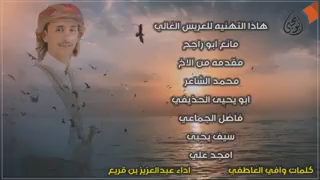 هاذا التهنيه للعريس الغالي
مانع ابو راجح
مقدمه من الاخ
محمد الشاعر
ابو يحيى الحذيفي
فاضل الجماعي
سيف يحيى
امجد علي
كلمات وافي العاطفي
اداء عبدالعزيز بن قريع